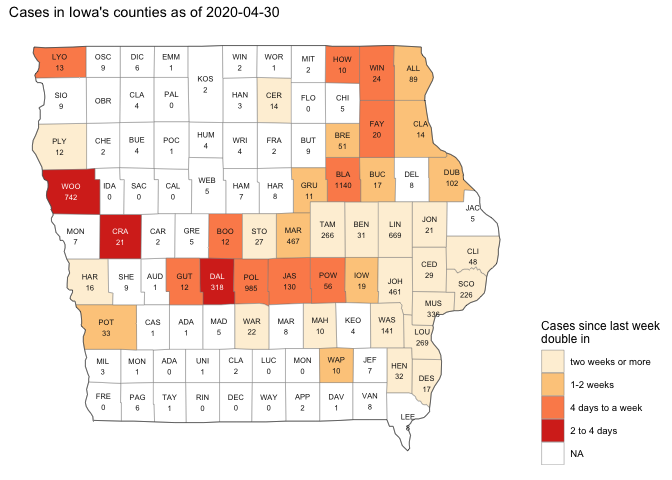 Cases in Iowa's counties as of 2020-04-30
LYO
13
OSC
9
DIC
6
EMM
1
KOS
2
WIN
2
WOR
1
MIT
2
HOW
10
WIN
24
ALL
89
SIO
9
OBR
CLA
4
PAL
0
HAN
3
CER
14
FLO
0
CHI
5
FAY
20
CLA
14
PLY
12
CHE
2
BUE
4
POC
1
HUM
4
WRI
4
FRA
2
BUT
9
BRE
51
WOO
742
IDA
0
SAC
0
CAL
0
WEB
5
HAM
7
HAR
8
GRU
11
BLA
1140
BUC
17
DEL
8
DUB
102
JAC
5
MON
7
CRA
21
CAR
2
GRE
5
BOO
12
STO
27
MAR
467
TAM
266
BEN
31
LIN
669
JON
21
CLI
48
HAR
16
SHE
9
AUD
1
GUT
12
DAL
318
POL
985
JAS
130
POW
56
IOW
19
JOH
461
CED
29
SCO
226
MUS
336
POT
33
CAS
1
ADA
1
MAD
5
WAR
22
MAR
8
MAH
10
KEO
4
WAS
141
LOU
269
MIL
3
MON
1
ADA
0
UNI
1
CLA
2
LUC
0
MON
0
WAP
10
JEF
7
HEN
32
DES
17
FRE
0
PAG
6
TAY
1
RIN
0
DEC
0
WAY
0
APP
2
DAV
1
VAN
8
LEE
8
Cases since last week
double in
two weeks or more
1-2 weeks
4 days to a week
2 to 4 days
NA